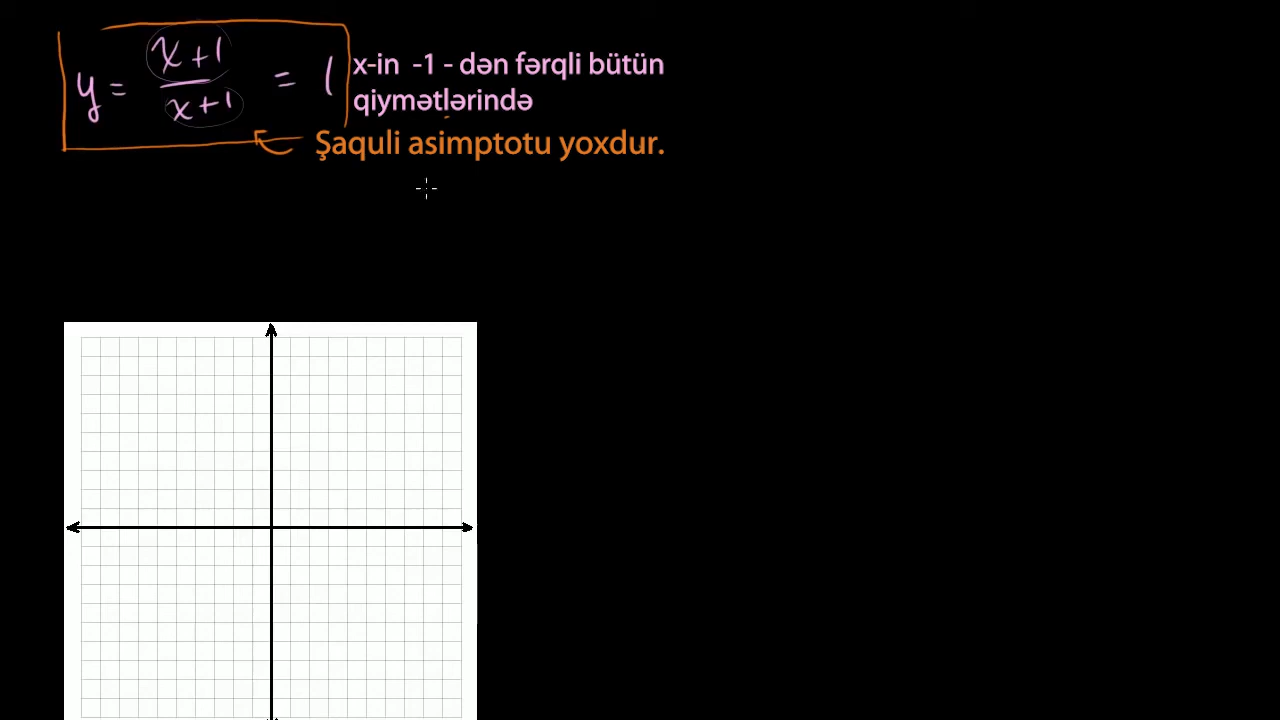 y = x+1 / x+1 = 1
x-in -1 - dən fərqli bütün
qiymətlərində
Şaquli asimptotu yoxdur.